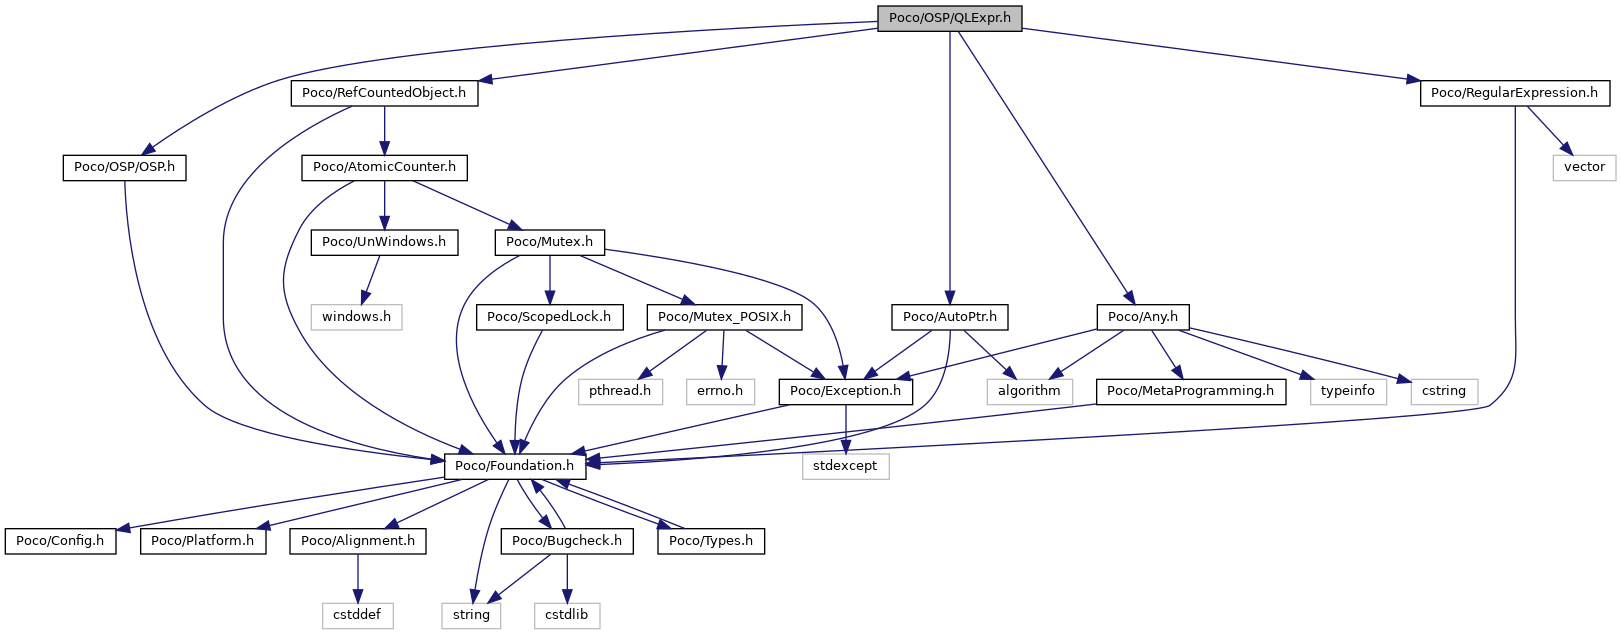 Poco/OSP/QLExpr.h
Poco/RefCountedObject.h
Poco/RegularExpression.h
Poco/OSP/OSP.h
Poco/AtomicCounter.h
vector
Poco/UnWindows.h
Poco/Mutex.h
windows.h
Poco/ScopedLock.h
Poco/Mutex_POSIX.h
Poco/AutoPtr.h
Poco/Any.h
pthread.h
errno.h
Poco/Exception.h
algorithm
Poco/MetaProgramming.h
typeinfo
cstring
Poco/Foundation.h
stdexcept
Poco/Config.h
Poco/Platform.h
Poco/Alignment.h
Poco/Bugcheck.h
Poco/Types.h
cstddef
string
cstdlib